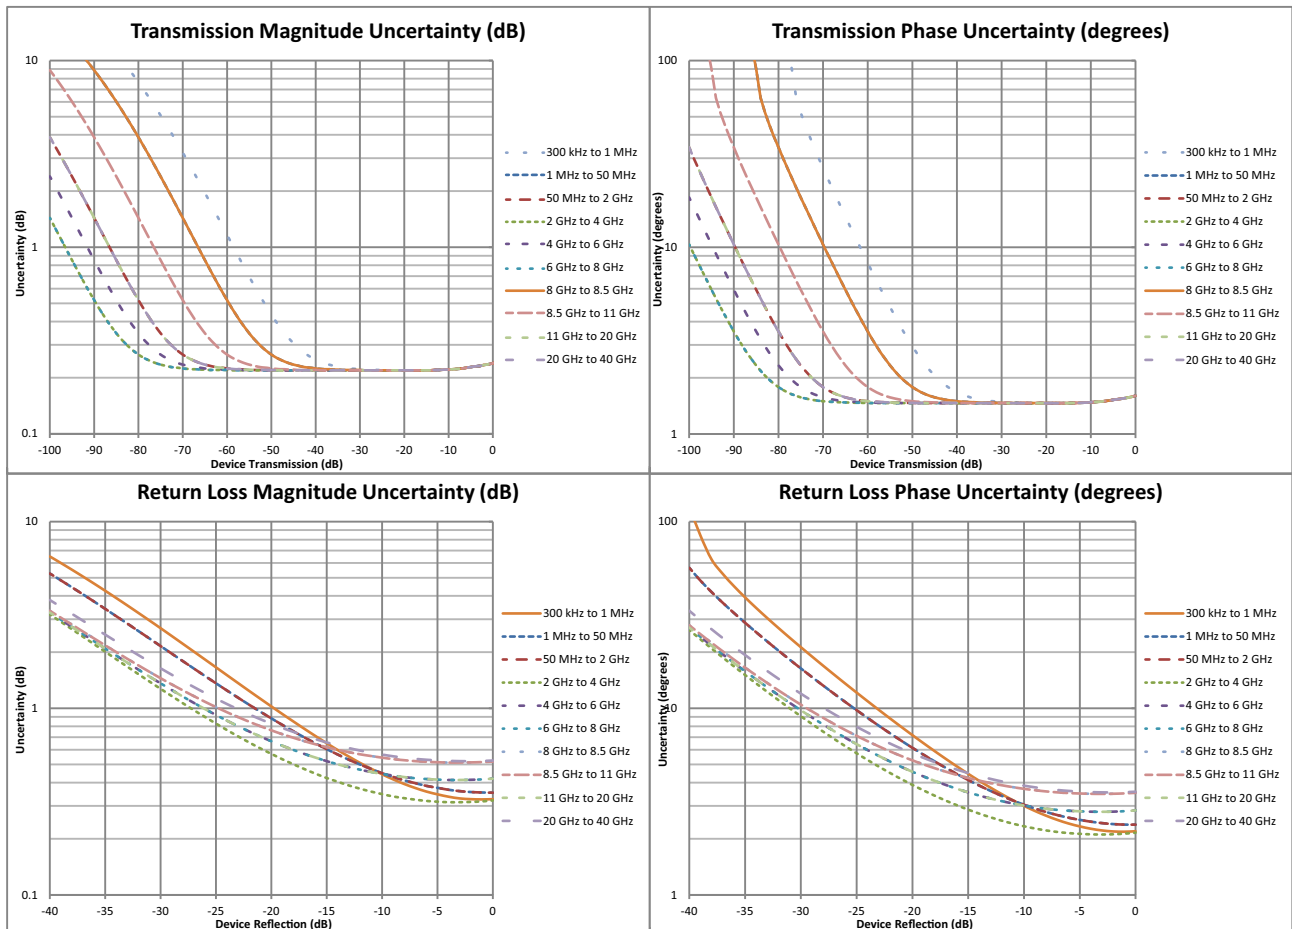 Transmission Magnitude Uncertainty (dB)
10
1
0.1
Uncertainty (dB)
-100 -90 -80 -70 -60 -50 -40 -30 -20 -10 0
Device Transmission (dB)
300 kHz to 1 MHz
1 MHz to 50 MHz
50 MHz to 2 GHz
2 GHz to 4 GHz
4 GHz to 6 GHz
6 GHz to 8 GHz
8 GHz to 8.5 GHz
8.5 GHz to 11 GHz
11 GHz to 20 GHz
20 GHz to 40 GHz
Transmission Phase Uncertainty (degrees)
100
10
1
Uncertainty (degrees)
-100 -90 -80 -70 -60 -50 -40 -30 -20 -10 0
Device Transmission (dB)
300 kHz to 1 MHz
1 MHz to 50 MHz
50 MHz to 2 GHz
2 GHz to 4 GHz
4 GHz to 6 GHz
6 GHz to 8 GHz
8 GHz to 8.5 GHz
8.5 GHz to 11 GHz
11 GHz to 20 GHz
20 GHz to 40 GHz
Return Loss Magnitude Uncertainty (dB)
10
1
0.1
Uncertainty (dB)
-40 -35 -30 -25 -20 -15 -10 -5 0
Device Reflection (dB)
300 kHz to 1 MHz
1 MHz to 50 MHz
50 MHz to 2 GHz
2 GHz to 4 GHz
4 GHz to 6 GHz
6 GHz to 8 GHz
8 GHz to 8.5 GHz
8.5 GHz to 11 GHz
11 GHz to 20 GHz
20 GHz to 40 GHz
Return Loss Phase Uncertainty (degrees)
100
10
1
Uncertainty (degrees)
-40 -35 -30 -25 -20 -15 -10 -5 0
Device Reflection (dB)
300 kHz to 1 MHz
1 MHz to 50 MHz
50 MHz to 2 GHz
2 GHz to 4 GHz
4 GHz to 6 GHz
6 GHz to 8 GHz
8 GHz to 8.5 GHz
8.5 GHz to 11 GHz
11 GHz to 20 GHz
20 GHz to 40 GHz